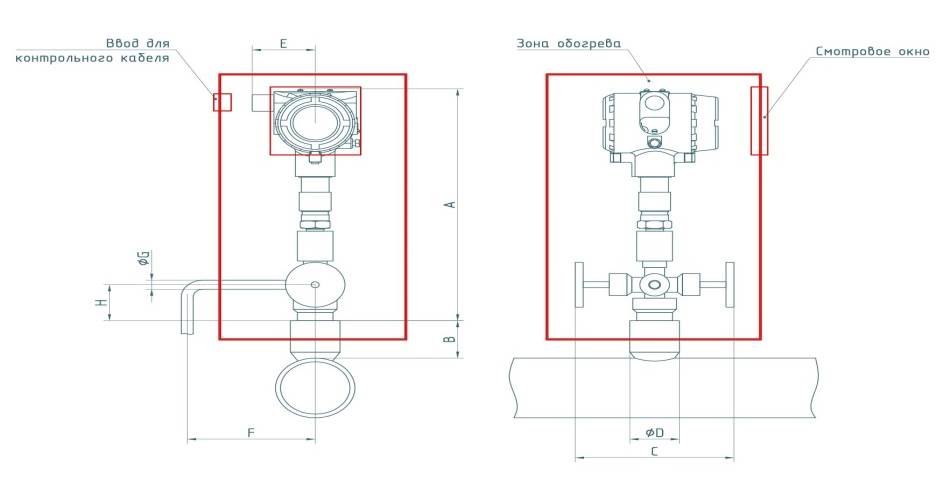 Ввод для
контрольного кабеля
E
Зона обогрева
Смотровое окно
A
øG
H
B
F
øD
C